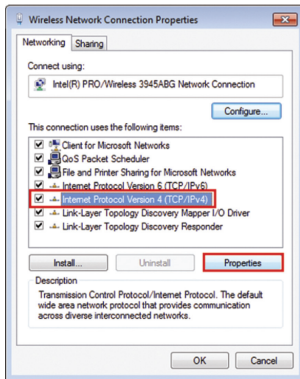 Wireless Network Connection Properties
Networking
Sharing
Connect using:
Intel(R) PRO/Wireless 3945ABG Network Connection
Configure...
This connection uses the following items:
Client for Microsoft Networks
QoS Packet Scheduler
File and Printer Sharing for Microsoft Networks
Internet Protocol Version 6 (TCP/IPv6)
Internet Protocol Version 4 (TCP/IPv4)
Link-Layer Topology Discovery Mapper I/O Driver
Link-Layer Topology Discovery Responder
Install...
Uninstall
Properties
Description
Transmission Control Protocol/Internet Protocol. The default
wide area network protocol that provides communication
across diverse interconnected networks.
OK
Cancel